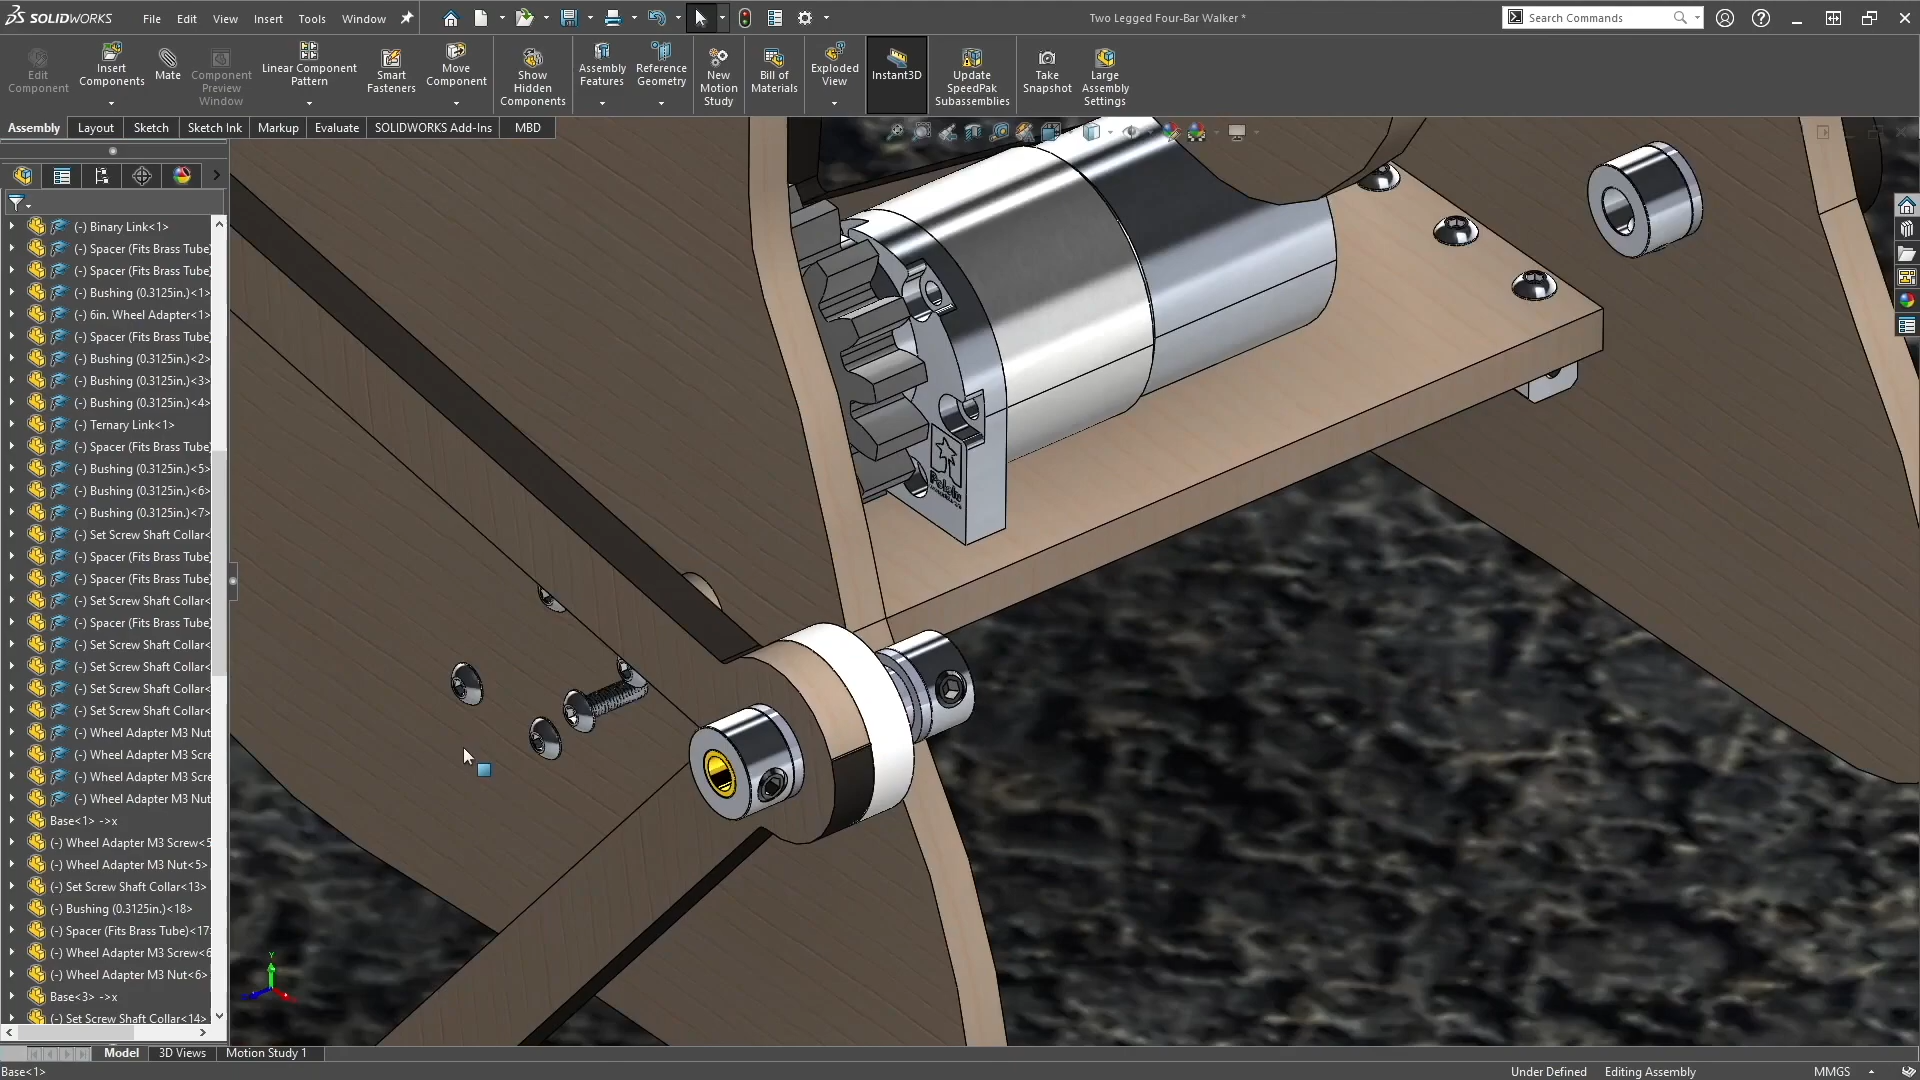 SOLIDWORKS
File Edit View Insert Tools Window
Two Legged Four-Bar Walker *
Search Commands
Edit Component
Insert Components
Mate
Component Preview Window
Linear Component Pattern
Smart Fasteners
Move Component
Show Hidden Components
Assembly Features
Reference Geometry
New Motion Study
Bill of Materials
Exploded View
Instant3D
Update SpeedPak Subassemblies
Take Snapshot
Large Assembly Settings
Assembly Layout Sketch Sketch Ink Markup Evaluate SOLIDWORKS Add-Ins MBD
(-) Binary Link<1>
(-) Spacer (Fits Brass Tube)
(-) Spacer (Fits Brass Tube)
(-) Bushing (0.3125in.)<1>
(-) 6in. Wheel Adapter<1>
(-) Spacer (Fits Brass Tube)
(-) Bushing (0.3125in.)<2>
(-) Bushing (0.3125in.)<3>
(-) Bushing (0.3125in.)<4>
(-) Ternary Link<1>
(-) Spacer (Fits Brass Tube)
(-) Bushing (0.3125in.)<5>
(-) Bushing (0.3125in.)<6>
(-) Bushing (0.3125in.)<7>
(-) Set Screw Shaft Collar<
(-) Spacer (Fits Brass Tube)
(-) Spacer (Fits Brass Tube)
(-) Set Screw Shaft Collar<
(-) Spacer (Fits Brass Tube)
(-) Set Screw Shaft Collar<
(-) Set Screw Shaft Collar<
(-) Set Screw Shaft Collar<
(-) Set Screw Shaft Collar<
(-) Wheel Adapter M3 Nut
(-) Wheel Adapter M3 Scre
(-) Wheel Adapter M3 Scre
(-) Wheel Adapter M3 Nut
Base<1> ->x
(-) Wheel Adapter M3 Screw<5
(-) Wheel Adapter M3 Nut<5>
(-) Set Screw Shaft Collar<13>
(-) Bushing (0.3125in.)<18>
(-) Spacer (Fits Brass Tube)<17
(-) Wheel Adapter M3 Screw<6
(-) Wheel Adapter M3 Nut<6>
Base<3> ->x
(-) Set Screw Shaft Collar<14>
Pololu
Y
Model 3D Views Motion Study 1
Base<1>
Under Defined Editing Assembly MMGS